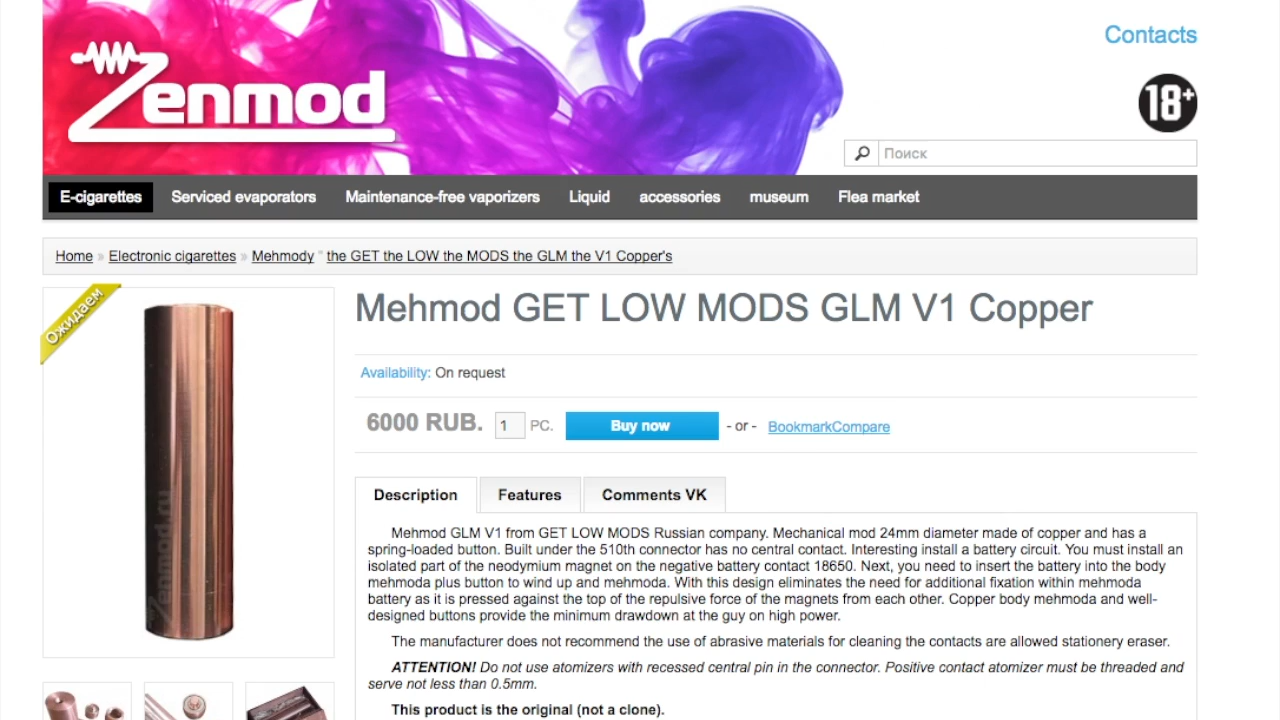 Zenmod
Contacts
18+
Поиск
E-cigarettes Serviced evaporators Maintenance-free vaporizers Liquid accessories museum Flea market
Home » Electronic cigarettes » Mehmody " the GET the LOW the MODS the GLM the V1 Copper's
Ожидаем
Mehmod GET LOW MODS GLM V1 Copper
Availability: On request
6000 RUB. 1 PC. Buy now - or - BookmarkCompare
Description Features Comments VK
Mehmod GLM V1 from GET LOW MODS Russian company. Mechanical mod 24mm diameter made of copper and has a
spring-loaded button. Built under the 510th connector has no central contact. Interesting install a battery circuit. You must install an
isolated part of the neodymium magnet on the negative battery contact 18650. Next, you need to insert the battery into the body
mehmoda plus button to wind up and mehmoda. With this design eliminates the need for additional fixation within mehmoda
battery as it is pressed against the top of the repulsive force of the magnets from each other. Copper body mehmoda and well-
designed buttons provide the minimum drawdown at the guy on high power.
The manufacturer does not recommend the use of abrasive materials for cleaning the contacts are allowed stationery eraser.
ATTENTION! Do not use atomizers with recessed central pin in the connector. Positive contact atomizer must be threaded and
serve not less than 0.5mm.
This product is the original (not a clone).
Zenmod.ru